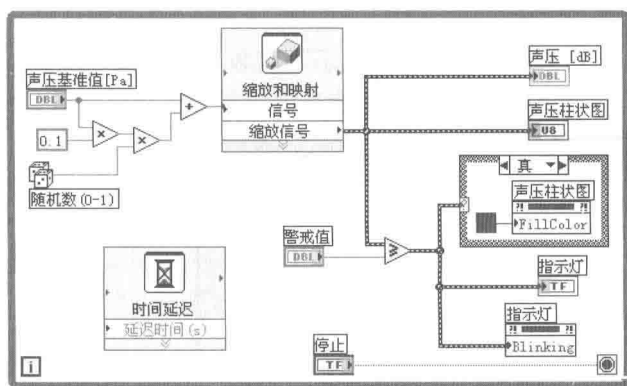 声压基准值[Pa]
DBL
0.1
×
×
+
随机数(0-1)
缩放和映射
信号
缩放信号
声压 [dB]
DBL
声压柱状图
U8
真
声压柱状图
FillColor
警戒值
DBL
指示灯
TF
指示灯
Blinking
时间延迟
延迟时间(s)
停止
TF
i